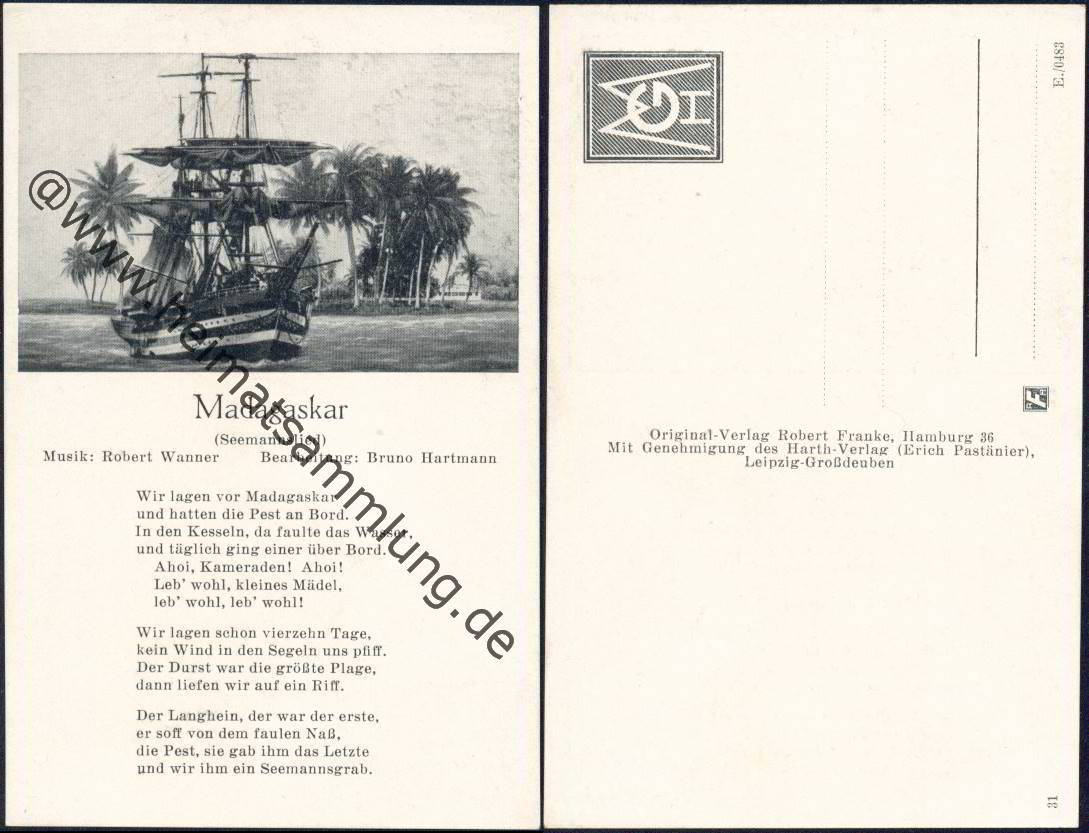 Madagaskar
(Seemannslied)
Musik: Robert Wanner Bearbeitung: Bruno Hartmann
Wir lagen vor Madagaskar
und hatten die Pest an Bord.
In den Kesseln, da faulte das Wasser,
und täglich ging einer über Bord.
Ahoi, Kameraden! Ahoi!
Leb' wohl, kleines Mädel,
leb' wohl, leb' wohl!
Wir lagen schon vierzehn Tage,
kein Wind in den Segeln uns pfiff.
Der Durst war die größte Plage,
dann liefen wir auf ein Riff.
Der Langhein, der war der erste,
er soff von dem faulen Naß,
die Pest, sie gab ihm das Letzte
und wir ihm ein Seemannsgrab.
@www.heimatsammlung.de
MGH
E./0483
Original-Verlag Robert Franke, Hamburg 36
Mit Genehmigung des Harth-Verlag (Erich Pastänier),
Leipzig-Großdeuben
31